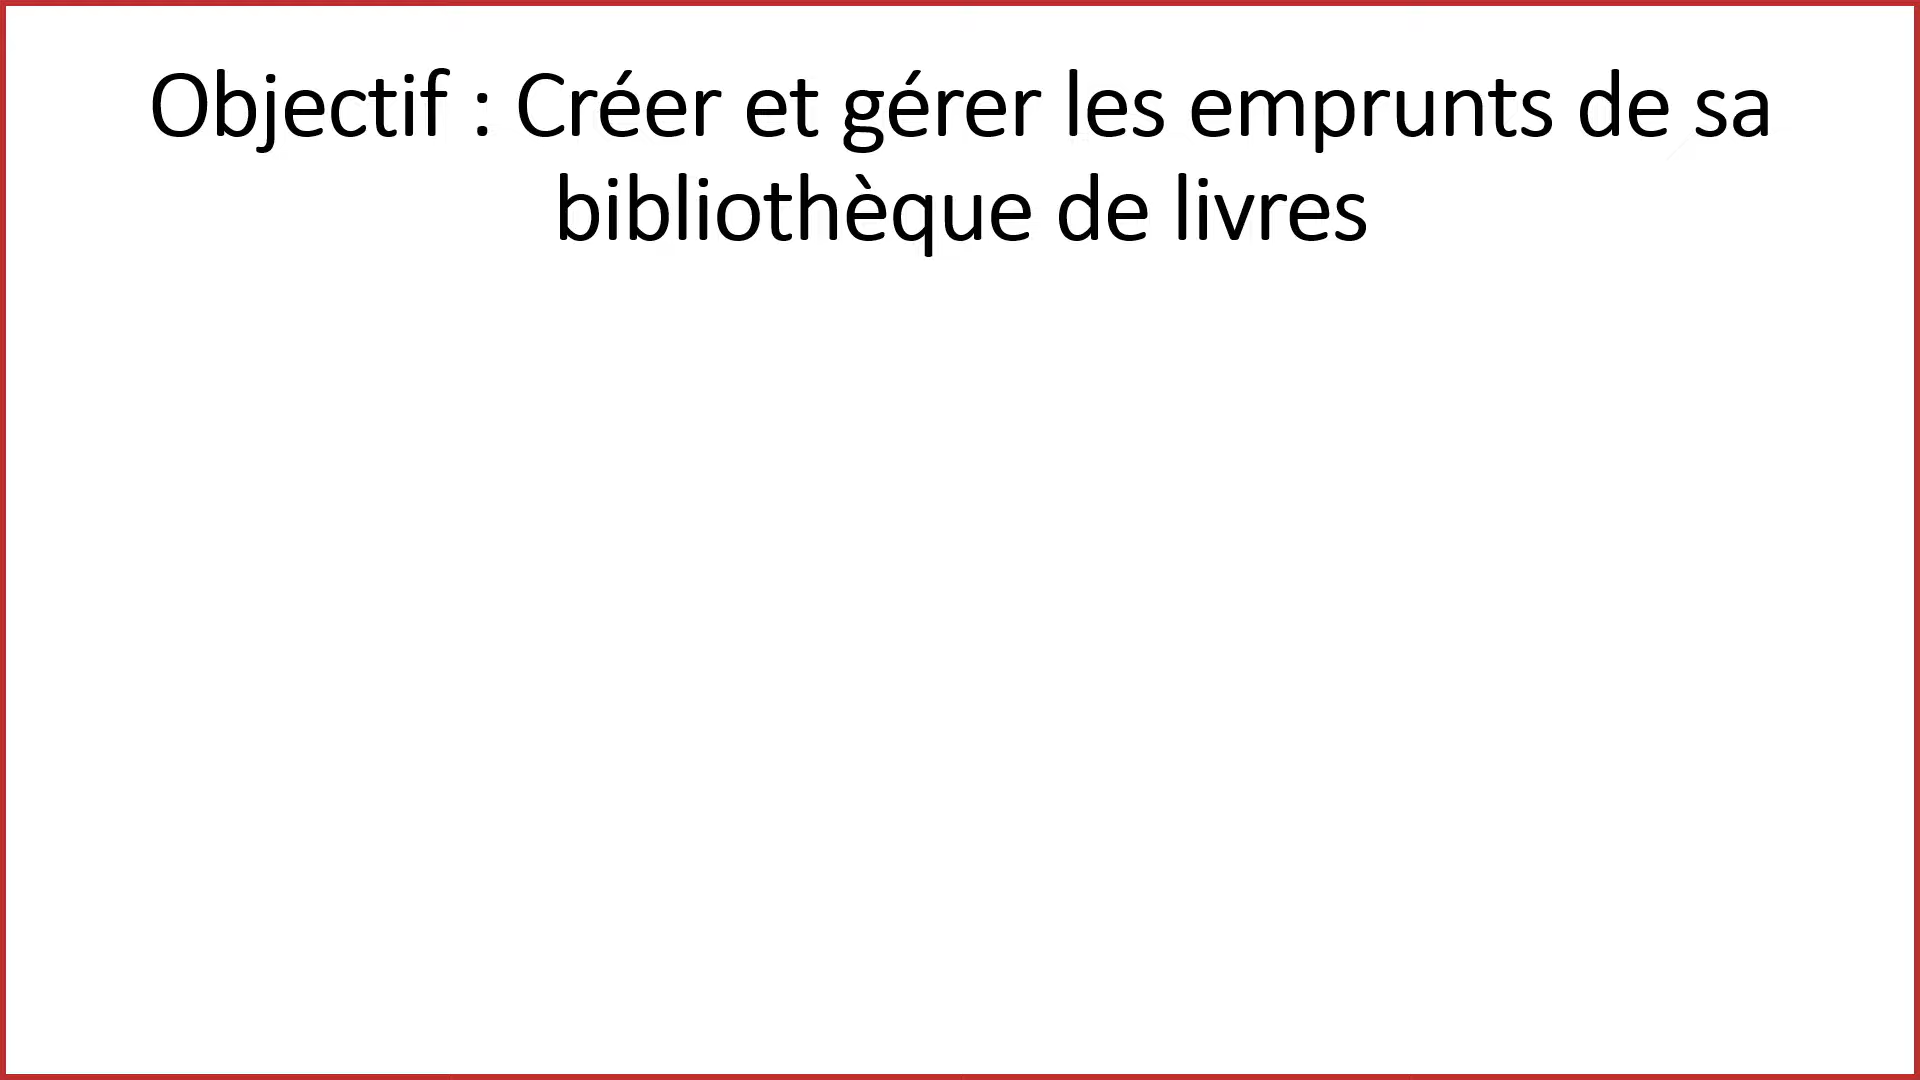 Objectif : Créer et gérer les emprunts de sa
bibliothèque de livres